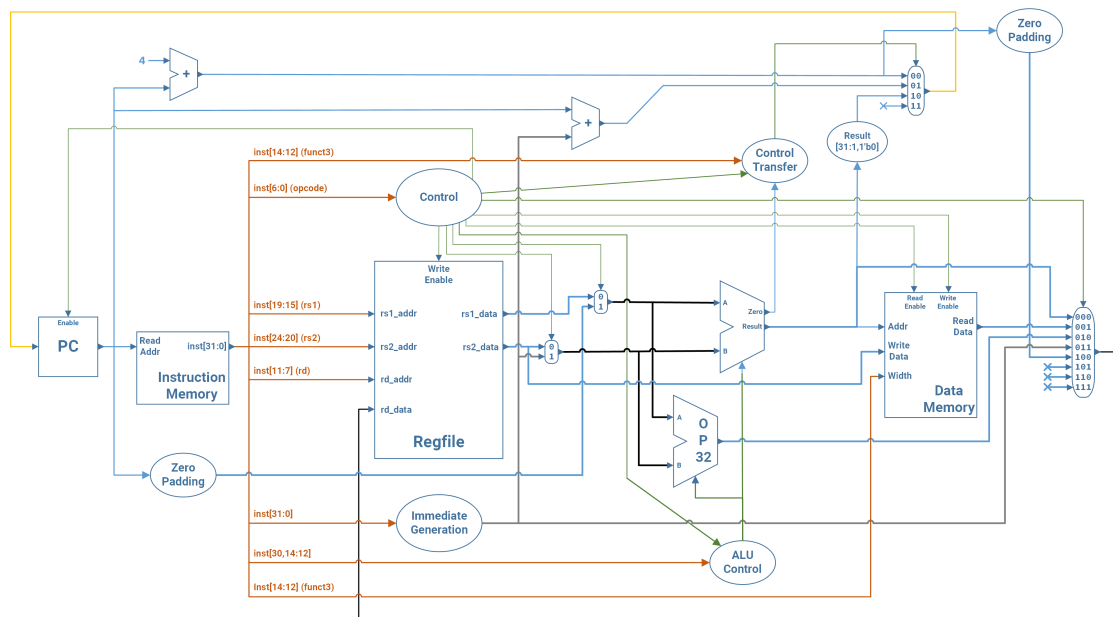 Zero
Padding
4
+
00
01
10
11
+
Result
[31:1,1'b0]
inst[14:12] (funct3)
Control
Transfer
inst[6:0] (opcode)
Control
Write
Enable
Enable
PC
Read
Addr
inst[31:0]
Instruction
Memory
inst[19:15] (rs1)
inst[24:20] (rs2)
inst[11:7] (rd)
rs1_addr
rs2_addr
rd_addr
rd_data
rs1_data
rs2_data
Regfile
0
1
0
1
A
B
Zero
Result
Read
Enable
Write
Enable
Addr
Write
Data
Width
Read
Data
Data
Memory
000
001
010
011
100
101
110
111
A
B
O
P
32
Zero
Padding
inst[31:0]
Immediate
Generation
inst[30,14:12]
ALU
Control
Inst[14:12] (funct3)